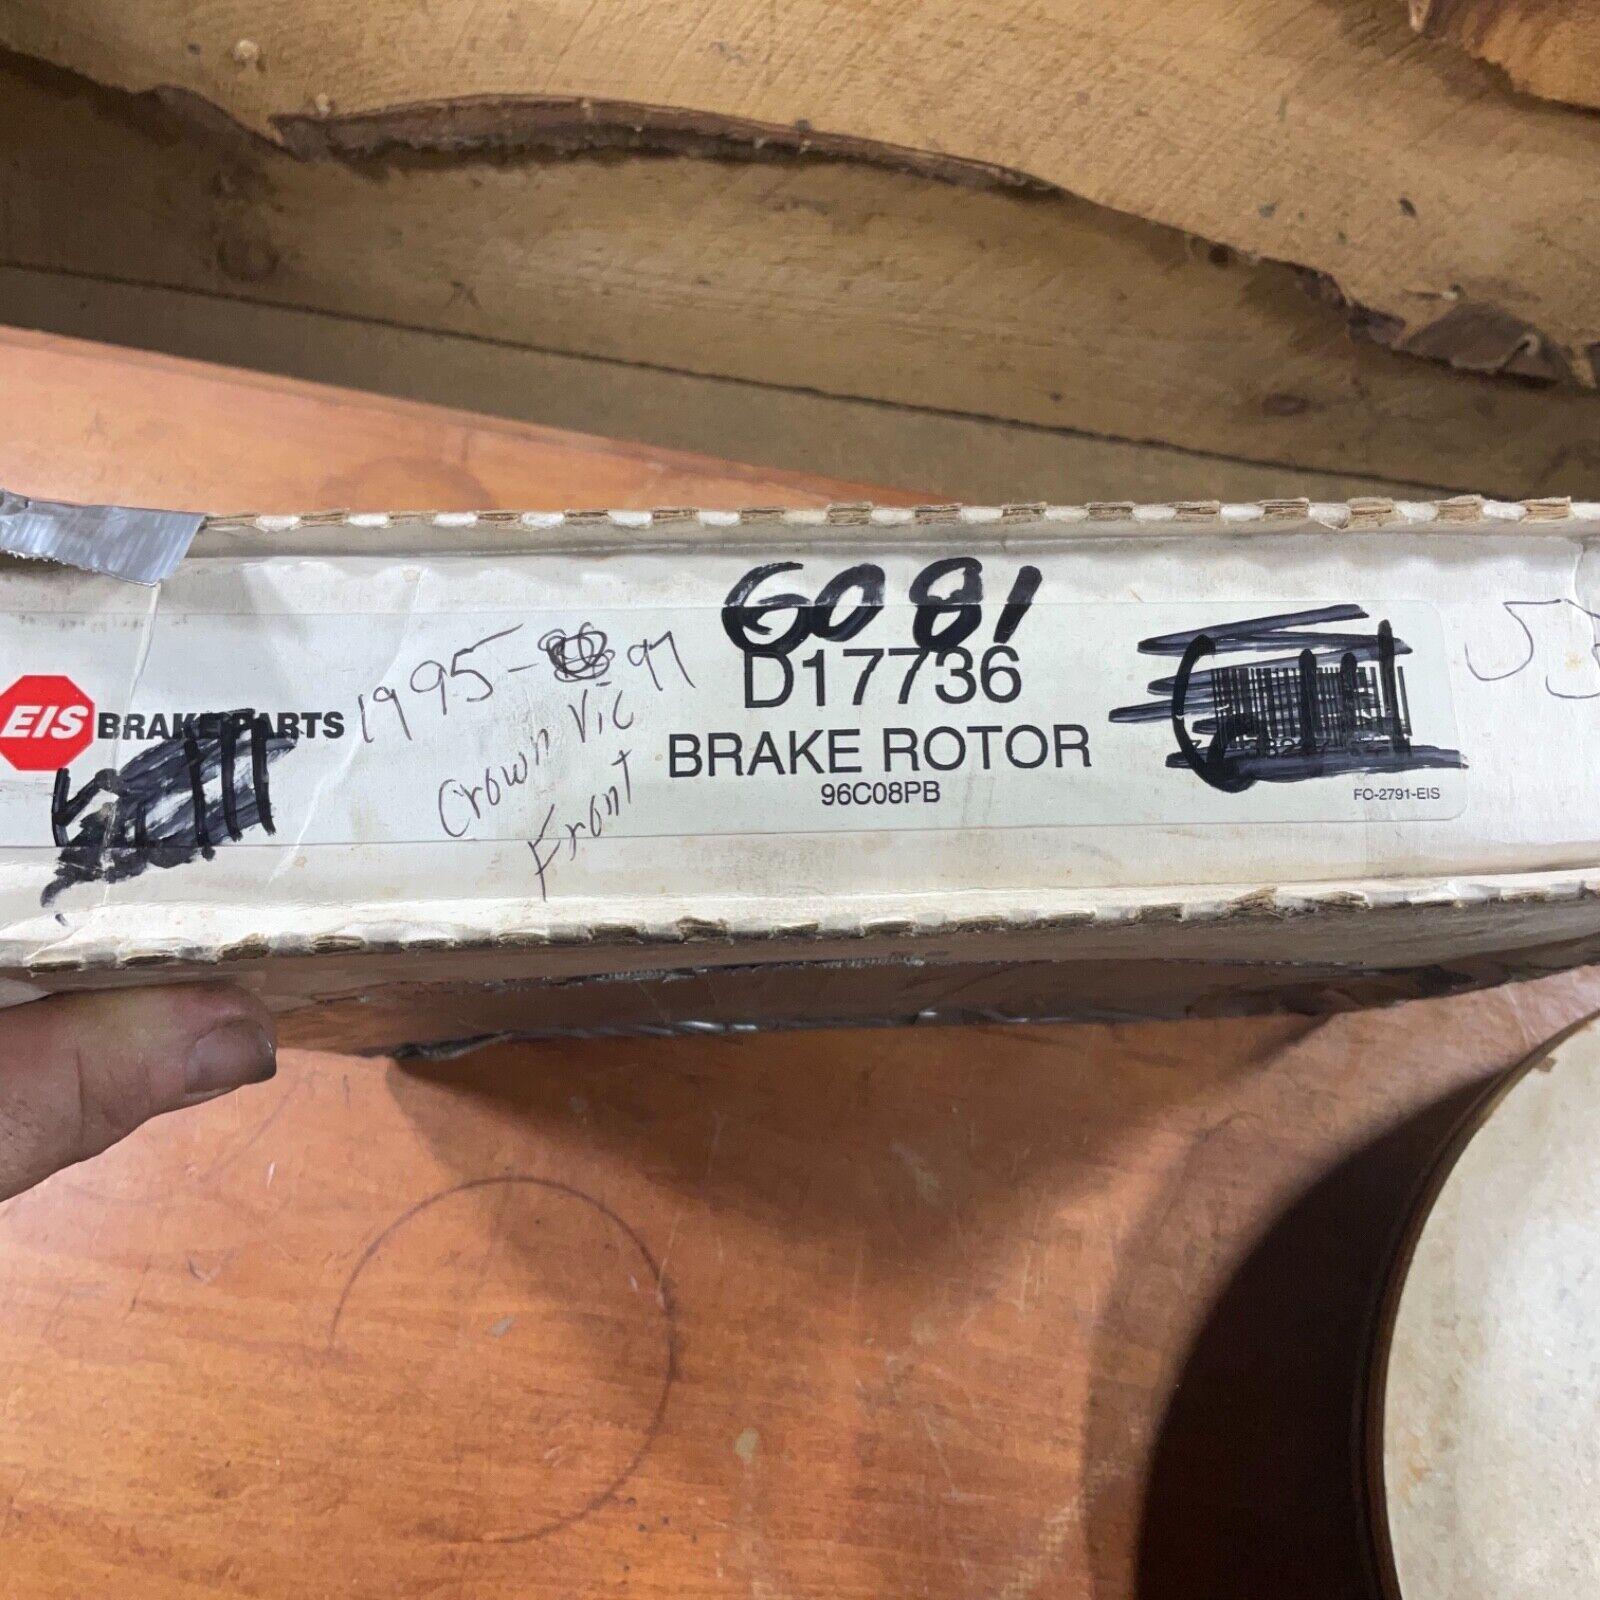 6081
EIS BRAKE PARTS
1995-97
Crown Vic
Front
D17736
BRAKE ROTOR
96C08PB
FO-2791-EIS